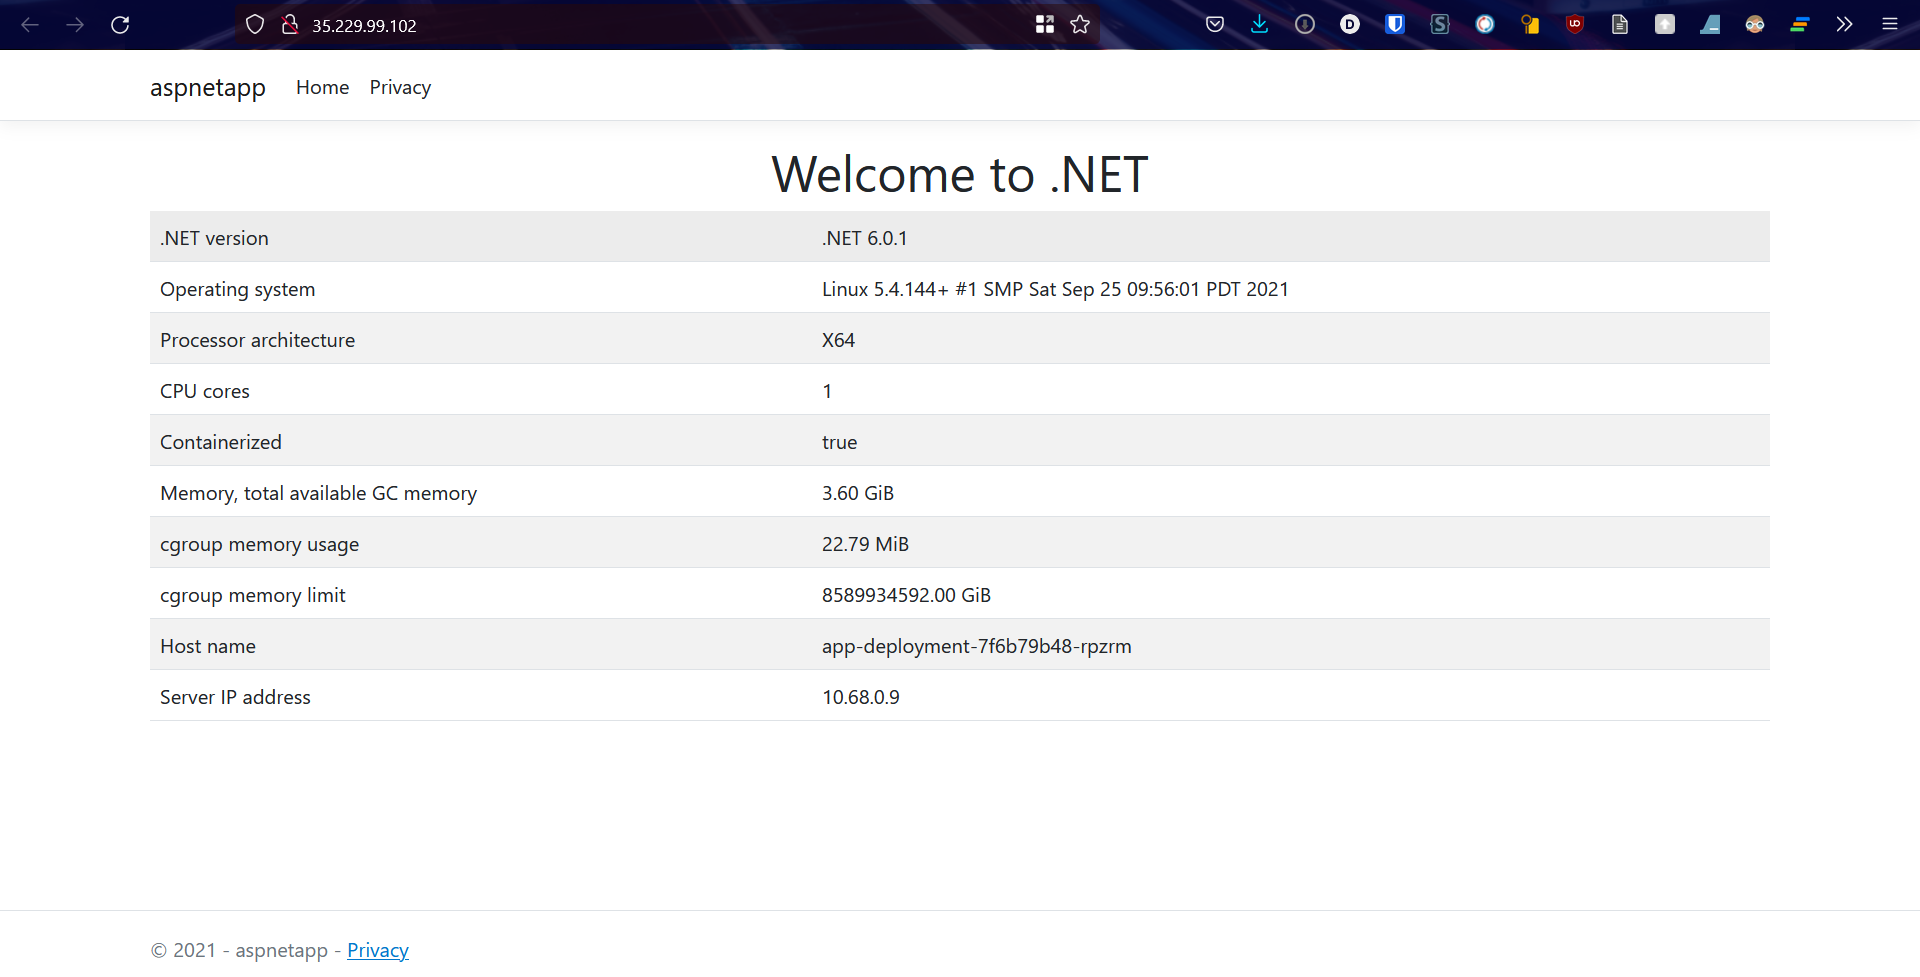 35.229.99.102
aspnetapp Home Privacy
Welcome to .NET
.NET version .NET 6.0.1
Operating system Linux 5.4.144+ #1 SMP Sat Sep 25 09:56:01 PDT 2021
Processor architecture X64
CPU cores 1
Containerized true
Memory, total available GC memory 3.60 GiB
cgroup memory usage 22.79 MiB
cgroup memory limit 8589934592.00 GiB
Host name app-deployment-7f6b79b48-rpzrm
Server IP address 10.68.0.9
© 2021 - aspnetapp - Privacy